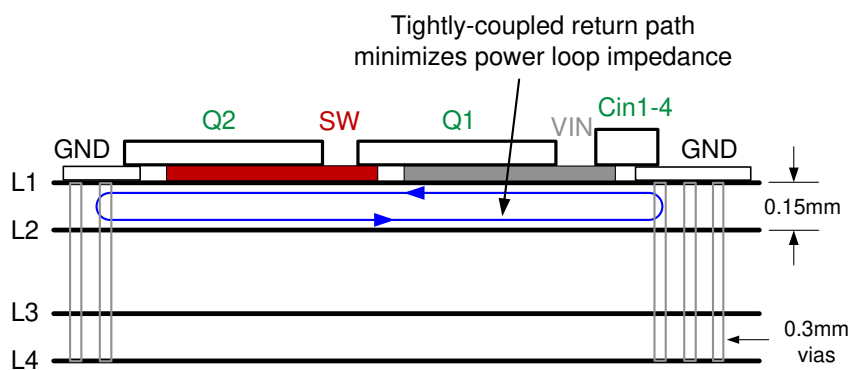 Tightly-coupled return path
minimizes power loop impedance
Cin1-4
Q2
SW
Q1
VIN
GND
GND
L1
0.15mm
L2
L3
0.3mm
vias
L4